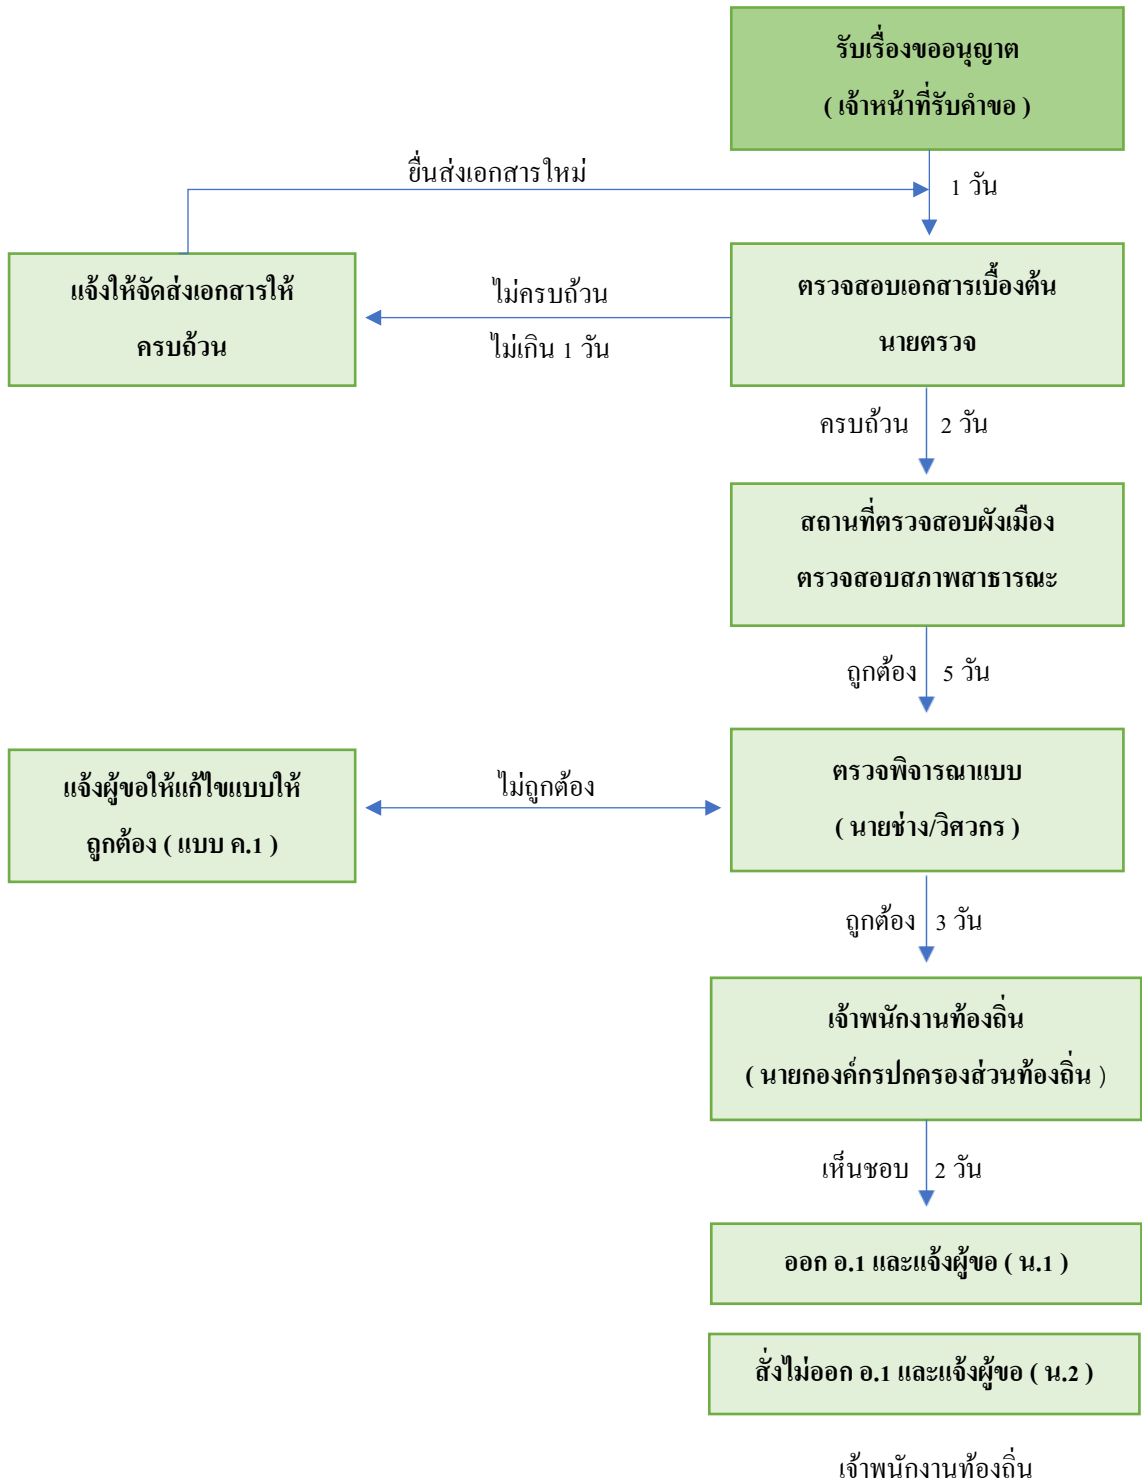 รับเรื่องขออนุญาต
( เจ้าหน้าที่รับคำขอ )
ยื่นส่งเอกสารใหม่
1 วัน
แจ้งให้จัดส่งเอกสารให้
ครบถ้วน
ไม่ครบถ้วน
ไม่เกิน 1 วัน
ตรวจสอบเอกสารเบื้องต้น
นายตรวจ
ครบถ้วน 2 วัน
สถานที่ตรวจสอบผังเมือง
ตรวจสอบสภาพสาธารณะ
ถูกต้อง 5 วัน
แจ้งผู้ขอให้แก้ไขแบบให้
ถูกต้อง ( แบบ ค.1 )
ไม่ถูกต้อง
ตรวจพิจารณาแบบ
( นายช่าง/วิศวกร )
ถูกต้อง 3 วัน
เจ้าพนักงานท้องถิ่น
( นายกองค์กรปกครองส่วนท้องถิ่น )
เห็นชอบ 2 วัน
ออก อ.1 และแจ้งผู้ขอ ( น.1 )
สั่งไม่ออก อ.1 และแจ้งผู้ขอ ( น.2 )
เจ้าพนักงานท้องถิ่น